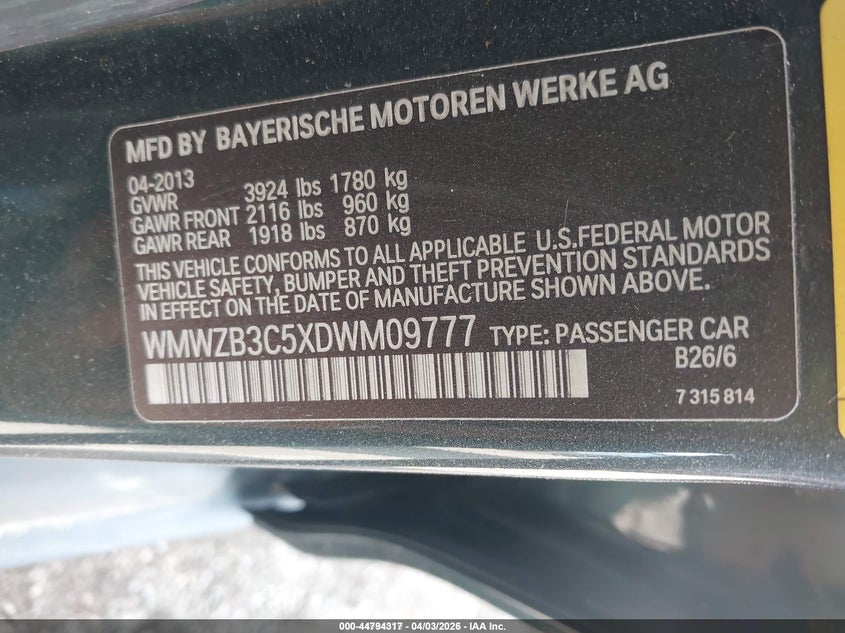 MFD BY BAYERISCHE MOTOREN WERKE AG
04-2013
GVWR 3924 lbs 1780 kg
GAWR FRONT 2116 lbs 960 kg
GAWR REAR 1918 lbs 870 kg
THIS VEHICLE CONFORMS TO ALL APPLICABLE U.S.FEDERAL MOTOR
VEHICLE SAFETY, BUMPER AND THEFT PREVENTION STANDARDS
IN EFFECT ON THE DATE OF MANUFACTURE SHOWN ABOVE.
WMWZB3C5XDWM09777 TYPE: PASSENGER CAR
B26/6
7 315 814
000-44794317 - 04/03/2026 - IAA Inc.